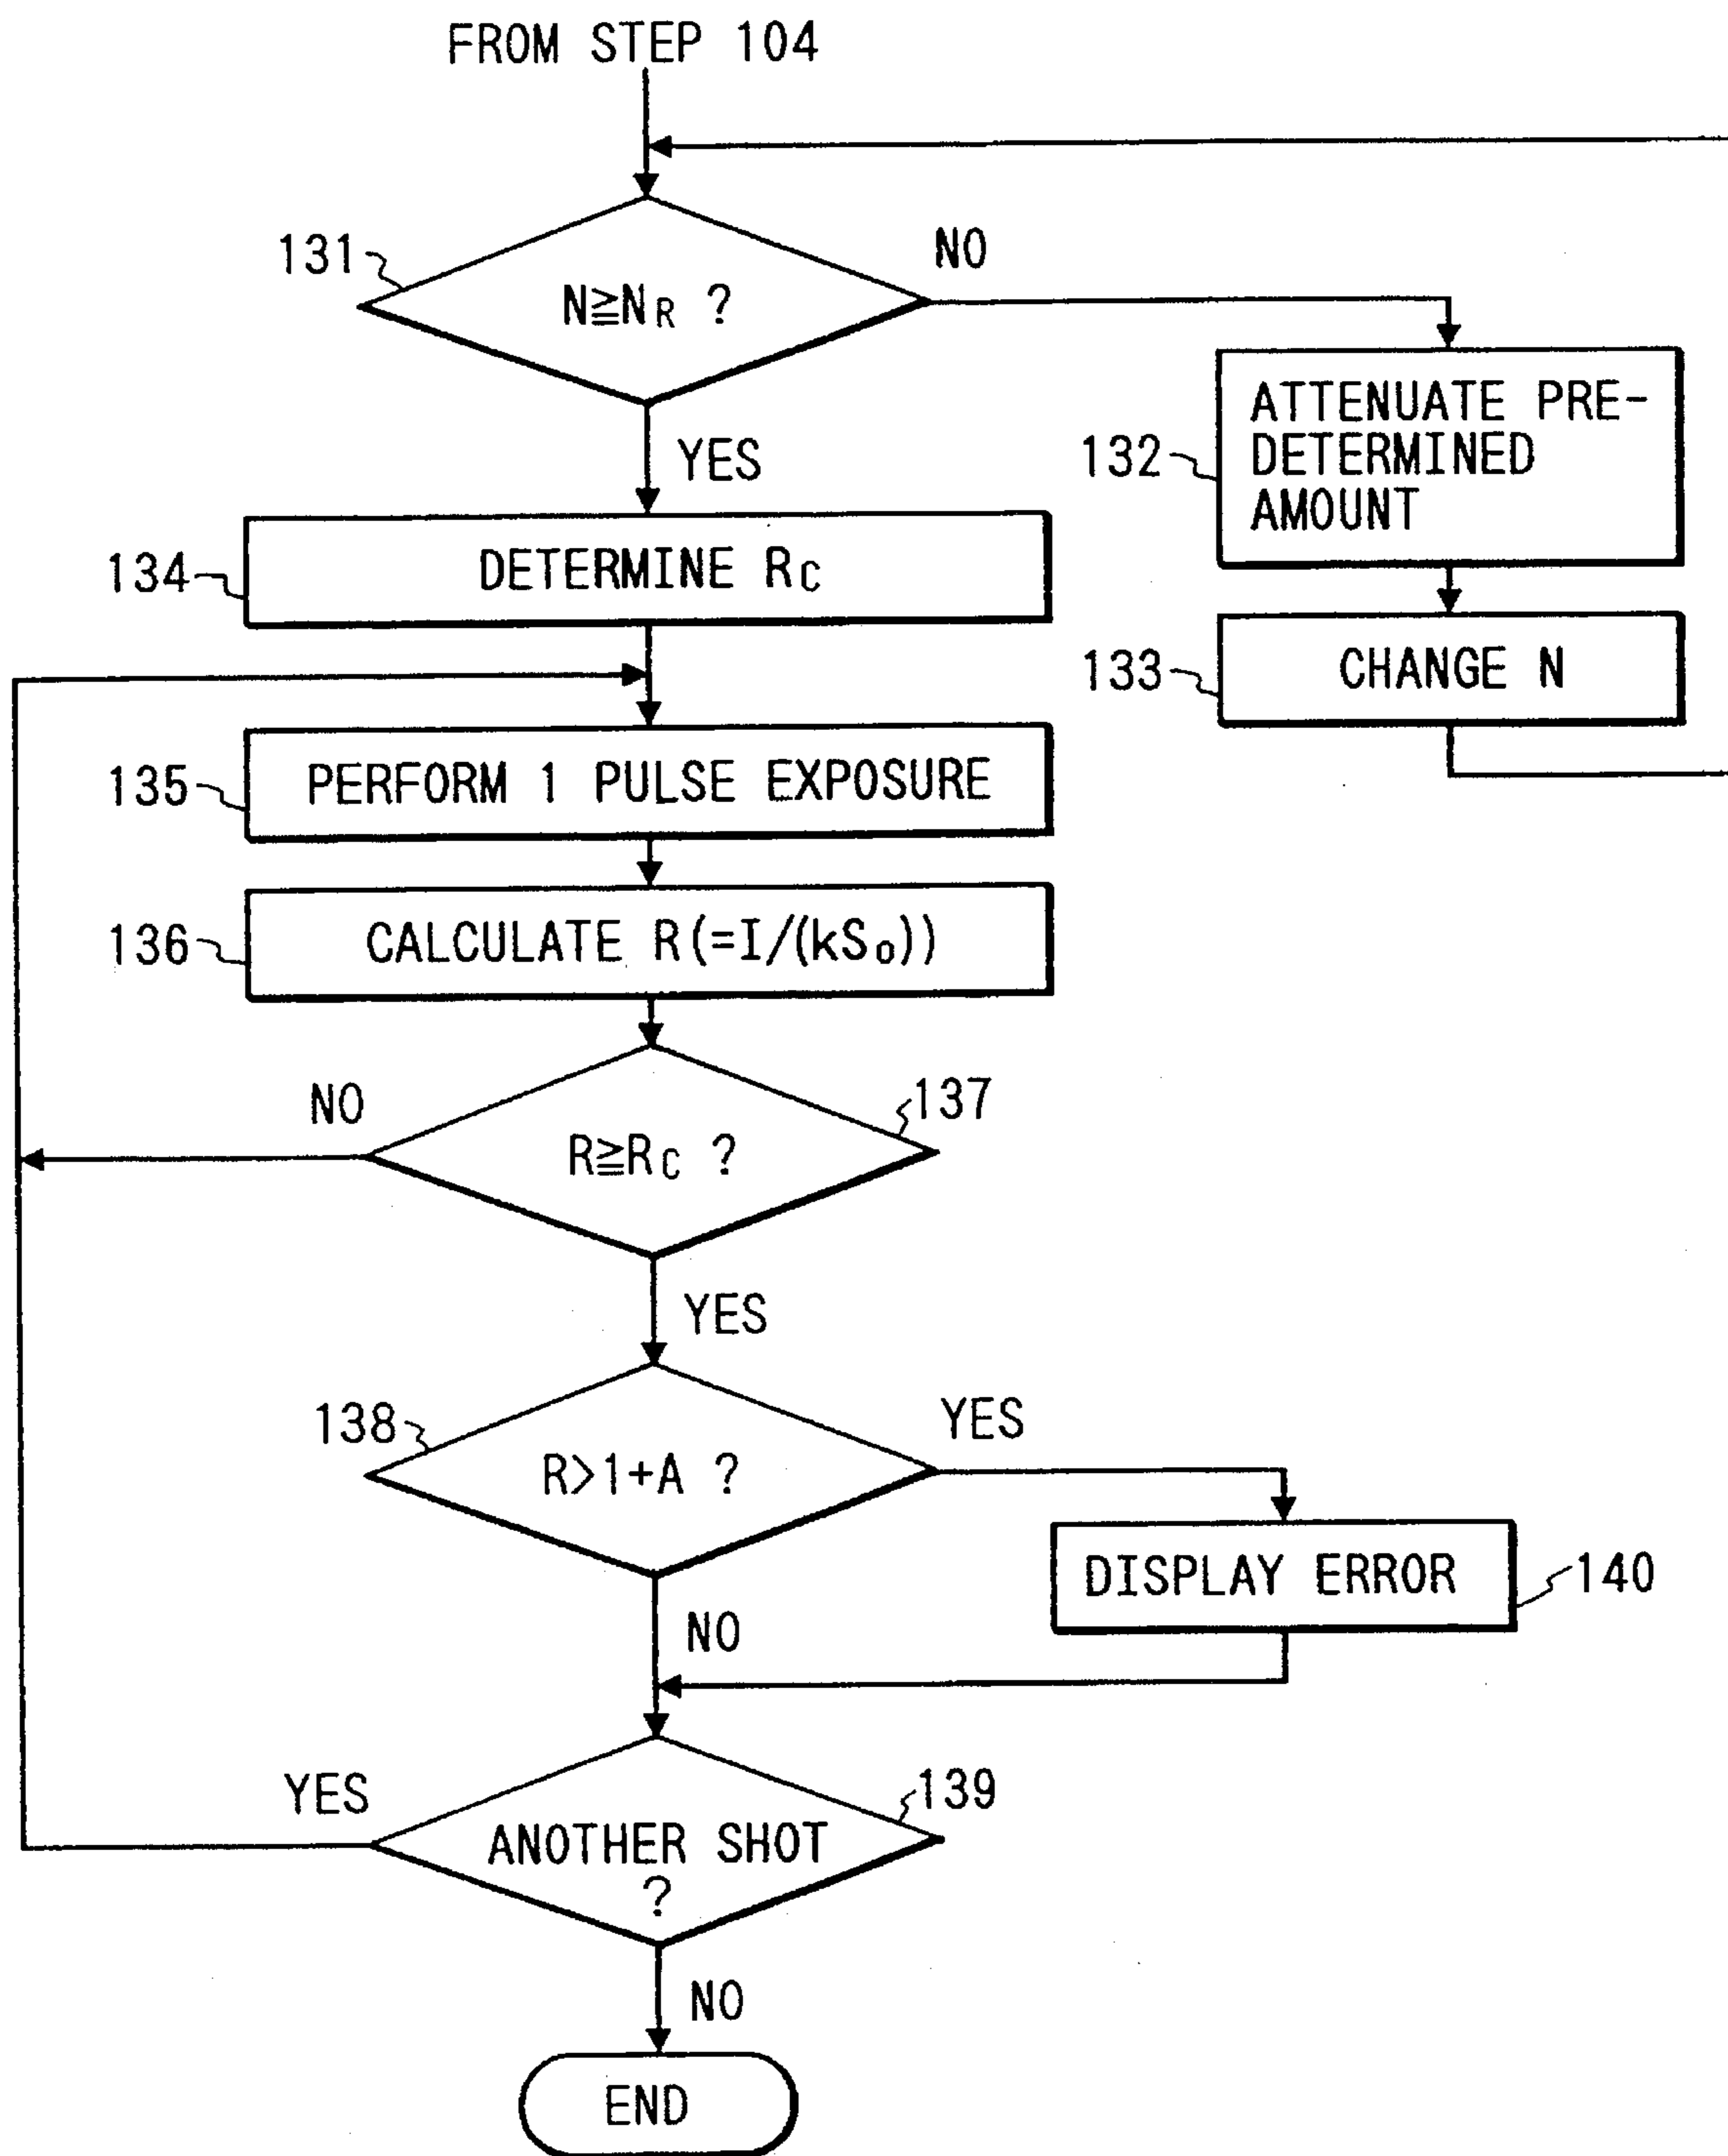 FROM STEP 104
131
N≧NR ?
NO
YES
ATTENUATE PRE-
DETERMINED
AMOUNT
132
134
DETERMINE RC
133
CHANGE N
135
PERFORM 1 PULSE EXPOSURE
136
CALCULATE R(=I/(kSo))
NO
137
R≧RC ?
YES
138
R>1+A ?
YES
DISPLAY ERROR
140
NO
YES
139
ANOTHER SHOT
?
NO
END